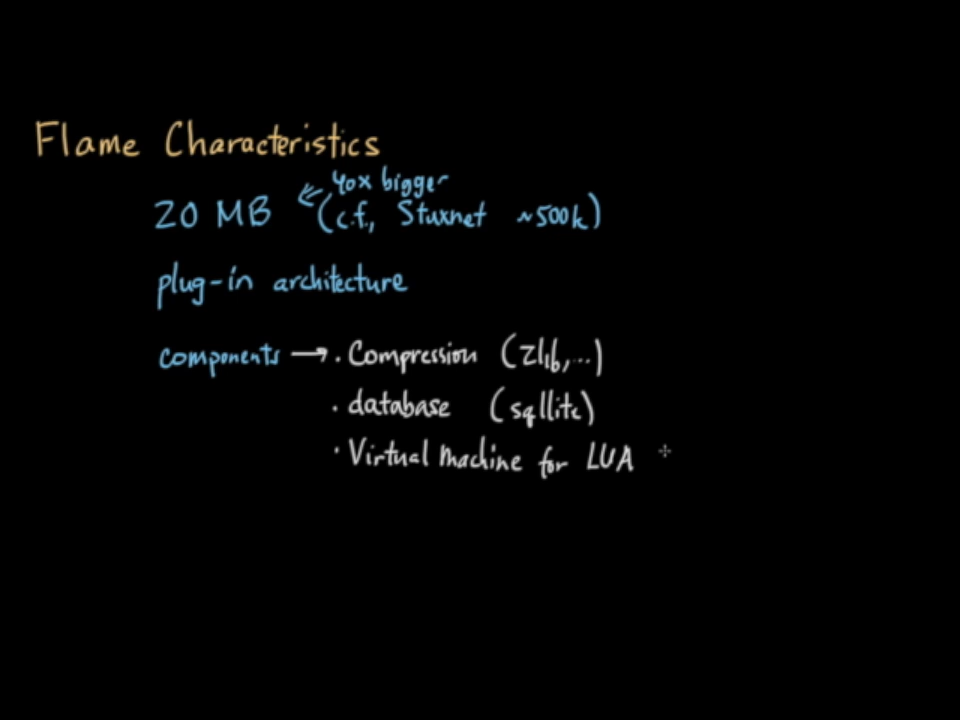 Flame Characteristics
40x bigger
20 MB (c.f., Stuxnet ~500k)
plug-in architecture
components → · Compression (zlib,...)
· database (sqllite)
· Virtual Machine for LUA